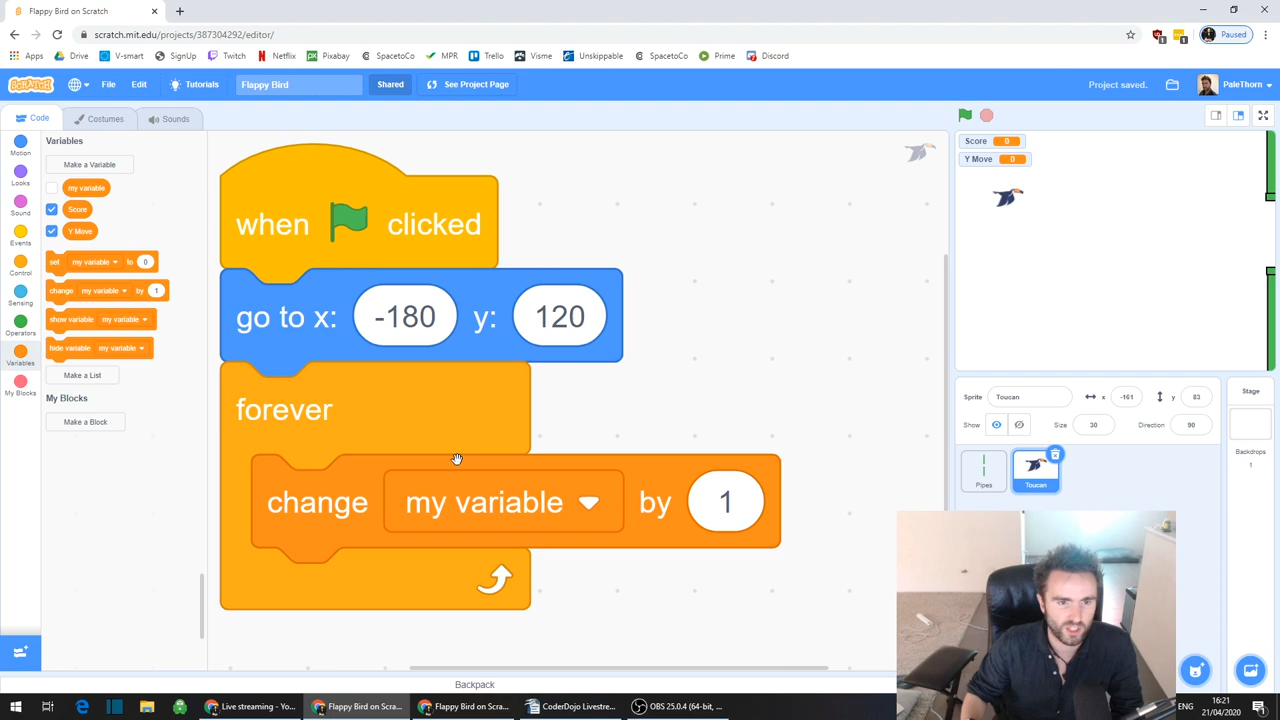 Flappy Bird on Scratch
scratch.mit.edu/projects/387304292/editor/
Paused
Apps Drive V-smart SignUp Twitch Netflix Pixabay SpacetoCo MPR Trello Visme Unskippable SpacetoCo Prime Discord
SCRATCH File Edit Tutorials Flappy Bird Shared See Project Page Project saved. PaleThorn
Code Costumes Sounds
Motion
Looks
Sound
Events
Control
Sensing
Operators
Variables
My Blocks
Variables
Make a Variable
my variable
Score
Y Move
set my variable to 0
change my variable by 1
show variable my variable
hide variable my variable
Make a List
My Blocks
Make a Block
when clicked
go to x: -180 y: 120
forever
change my variable by 1
Score 0
Y Move 0
Sprite Toucan x -161 y 83
Show Size 30 Direction 90
Pipes
Toucan
Stage
Backdrops
1
Backpack
Live streaming - Yo...
Flappy Bird on Scra...
Flappy Bird on Scra...
CoderDojo Livestre...
OBS 25.0.4 (64-bit, ...
ENG
16:21
21/04/2020